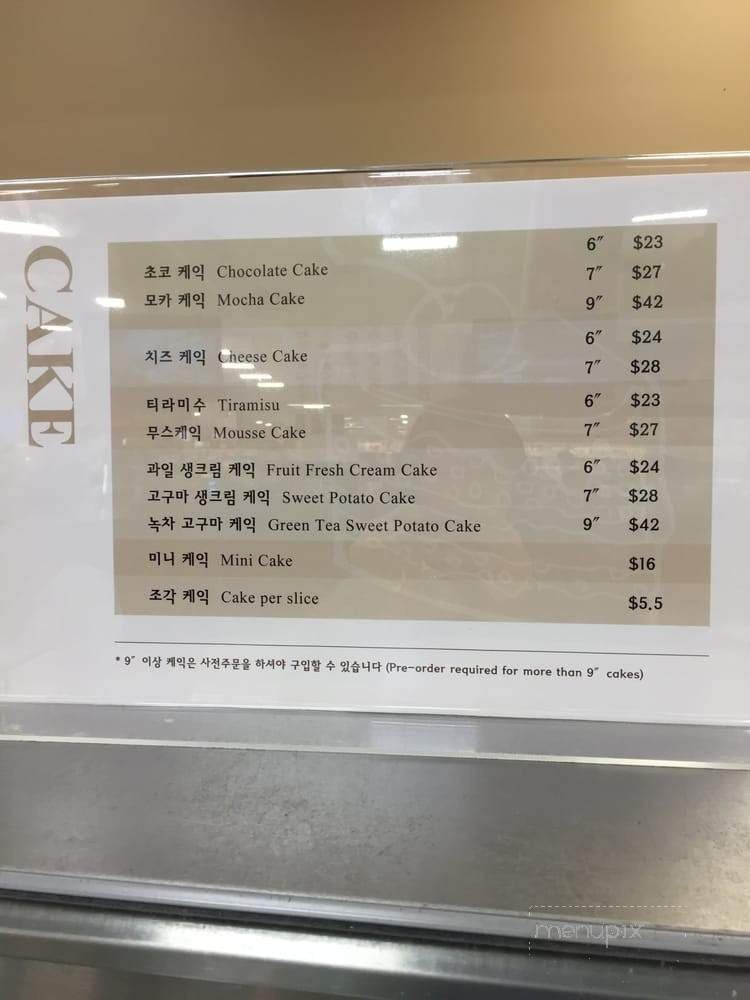 CAKE
6″ $23
초코 케익 Chocolate Cake 7″ $27
모카 케익 Mocha Cake 9″ $42
6″ $24
치즈 케익 Cheese Cake
7″ $28
티라미수 Tiramisu 6″ $23
무스케익 Mousse Cake 7″ $27
과일 생크림 케익 Fruit Fresh Cream Cake 6″ $24
고구마 생크림 케익 Sweet Potato Cake 7″ $28
녹차 고구마 케익 Green Tea Sweet Potato Cake 9″ $42
미니 케익 Mini Cake $16
조각 케익 Cake per slice $5.5
* 9″ 이상 케익은 사전주문을 하셔야 구입할 수 있습니다 (Pre-order required for more than 9″ cakes)
menupix